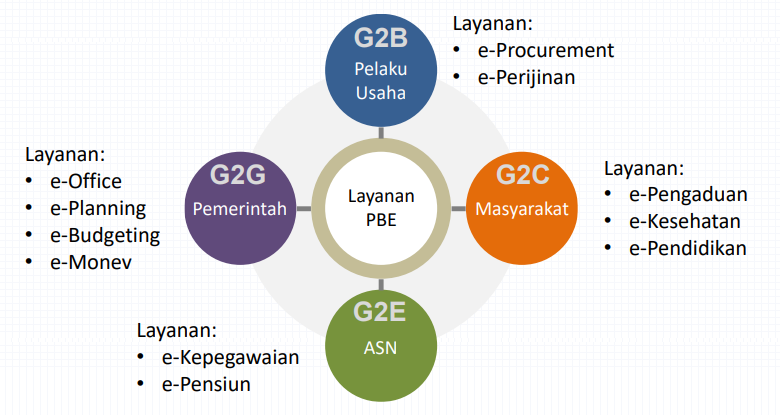 G2B
Pelaku
Usaha
Layanan:
• e-Procurement
• e-Perijinan
Layanan:
• e-Office
• e-Planning
• e-Budgeting
• e-Monev
G2G
Pemerintah
Layanan
PBE
G2C
Masyarakat
Layanan:
• e-Pengaduan
• e-Kesehatan
• e-Pendidikan
Layanan:
• e-Kepegawaian
• e-Pensiun
G2E
ASN